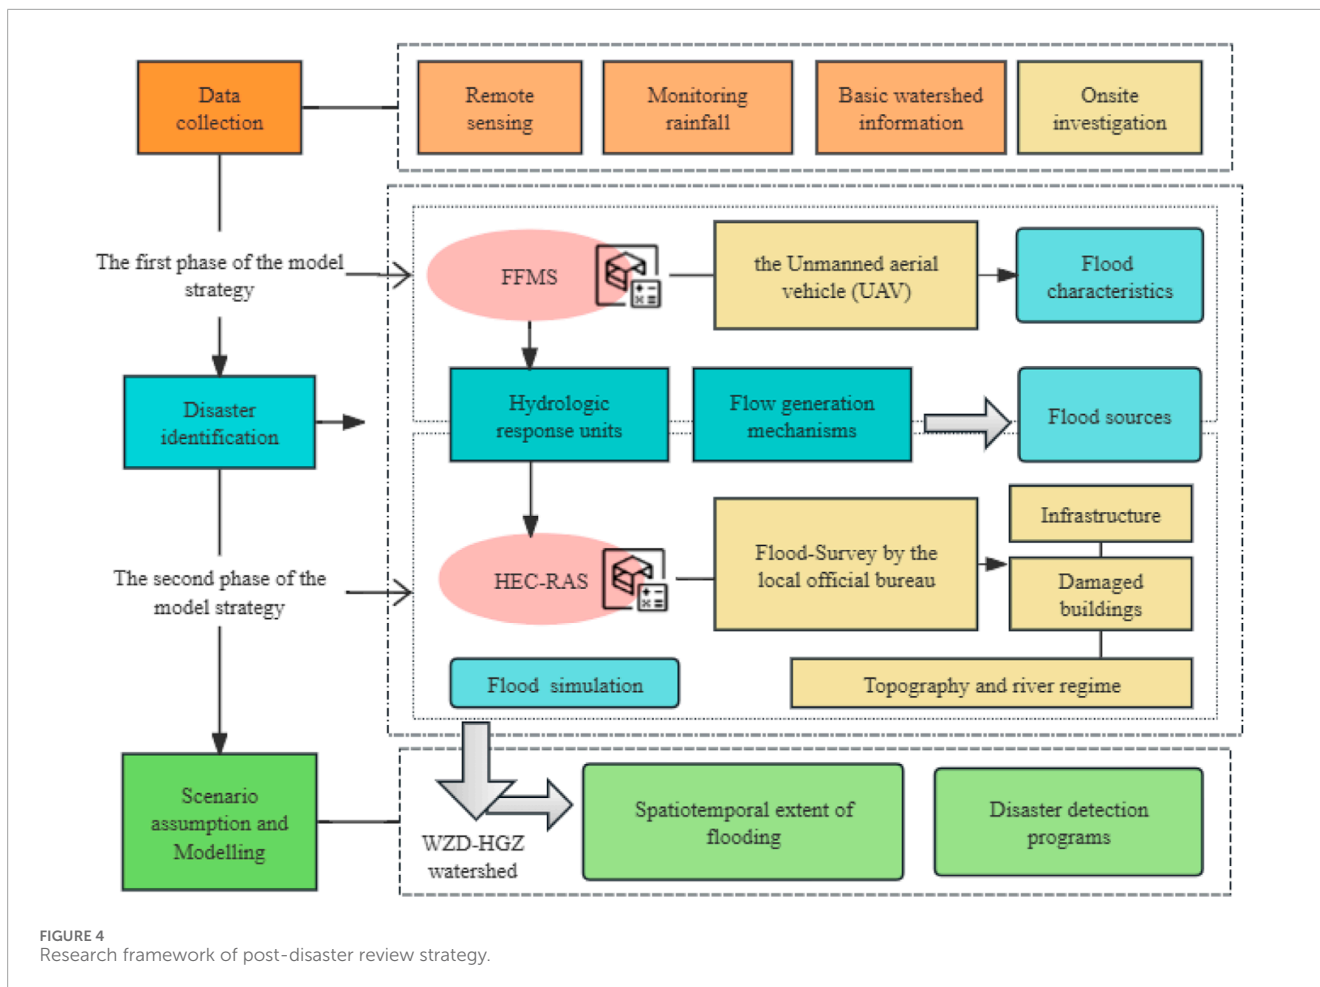 Data
collection
Remote
sensing
Monitoring
rainfall
Basic watershed
information
Onsite
investigation
The first phase of the model
strategy
FFMS
the Unmanned aerial
vehicle (UAV)
Flood
characteristics
Disaster
identification
Hydrologic
response units
Flow generation
mechanisms
Flood sources
The second phase of the
model strategy
HEC-RAS
Flood-Survey by the
local official bureau
Infrastructure
Damaged
buildings
Flood simulation
Topography and river regime
Scenario
assumption and
Modelling
WZD-HGZ
watershed
Spatiotemporal extent of
flooding
Disaster detection
programs
FIGURE 4
Research framework of post-disaster review strategy.